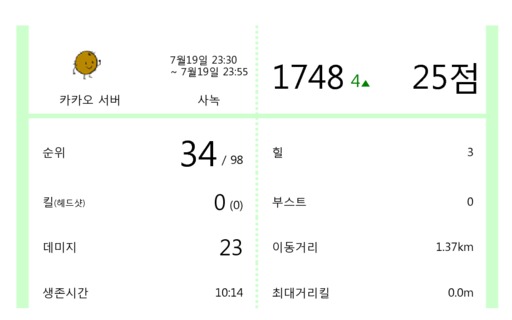 7월19일 23:30
~ 7월19일 23:55
카카오 서버
사녹
1748 4▲
25점
순위
34 / 98
힐
3
킬(헤드샷)
0 (0)
부스트
0
데미지
23
이동거리
1.37km
생존시간
10:14
최대거리킬
0.0m